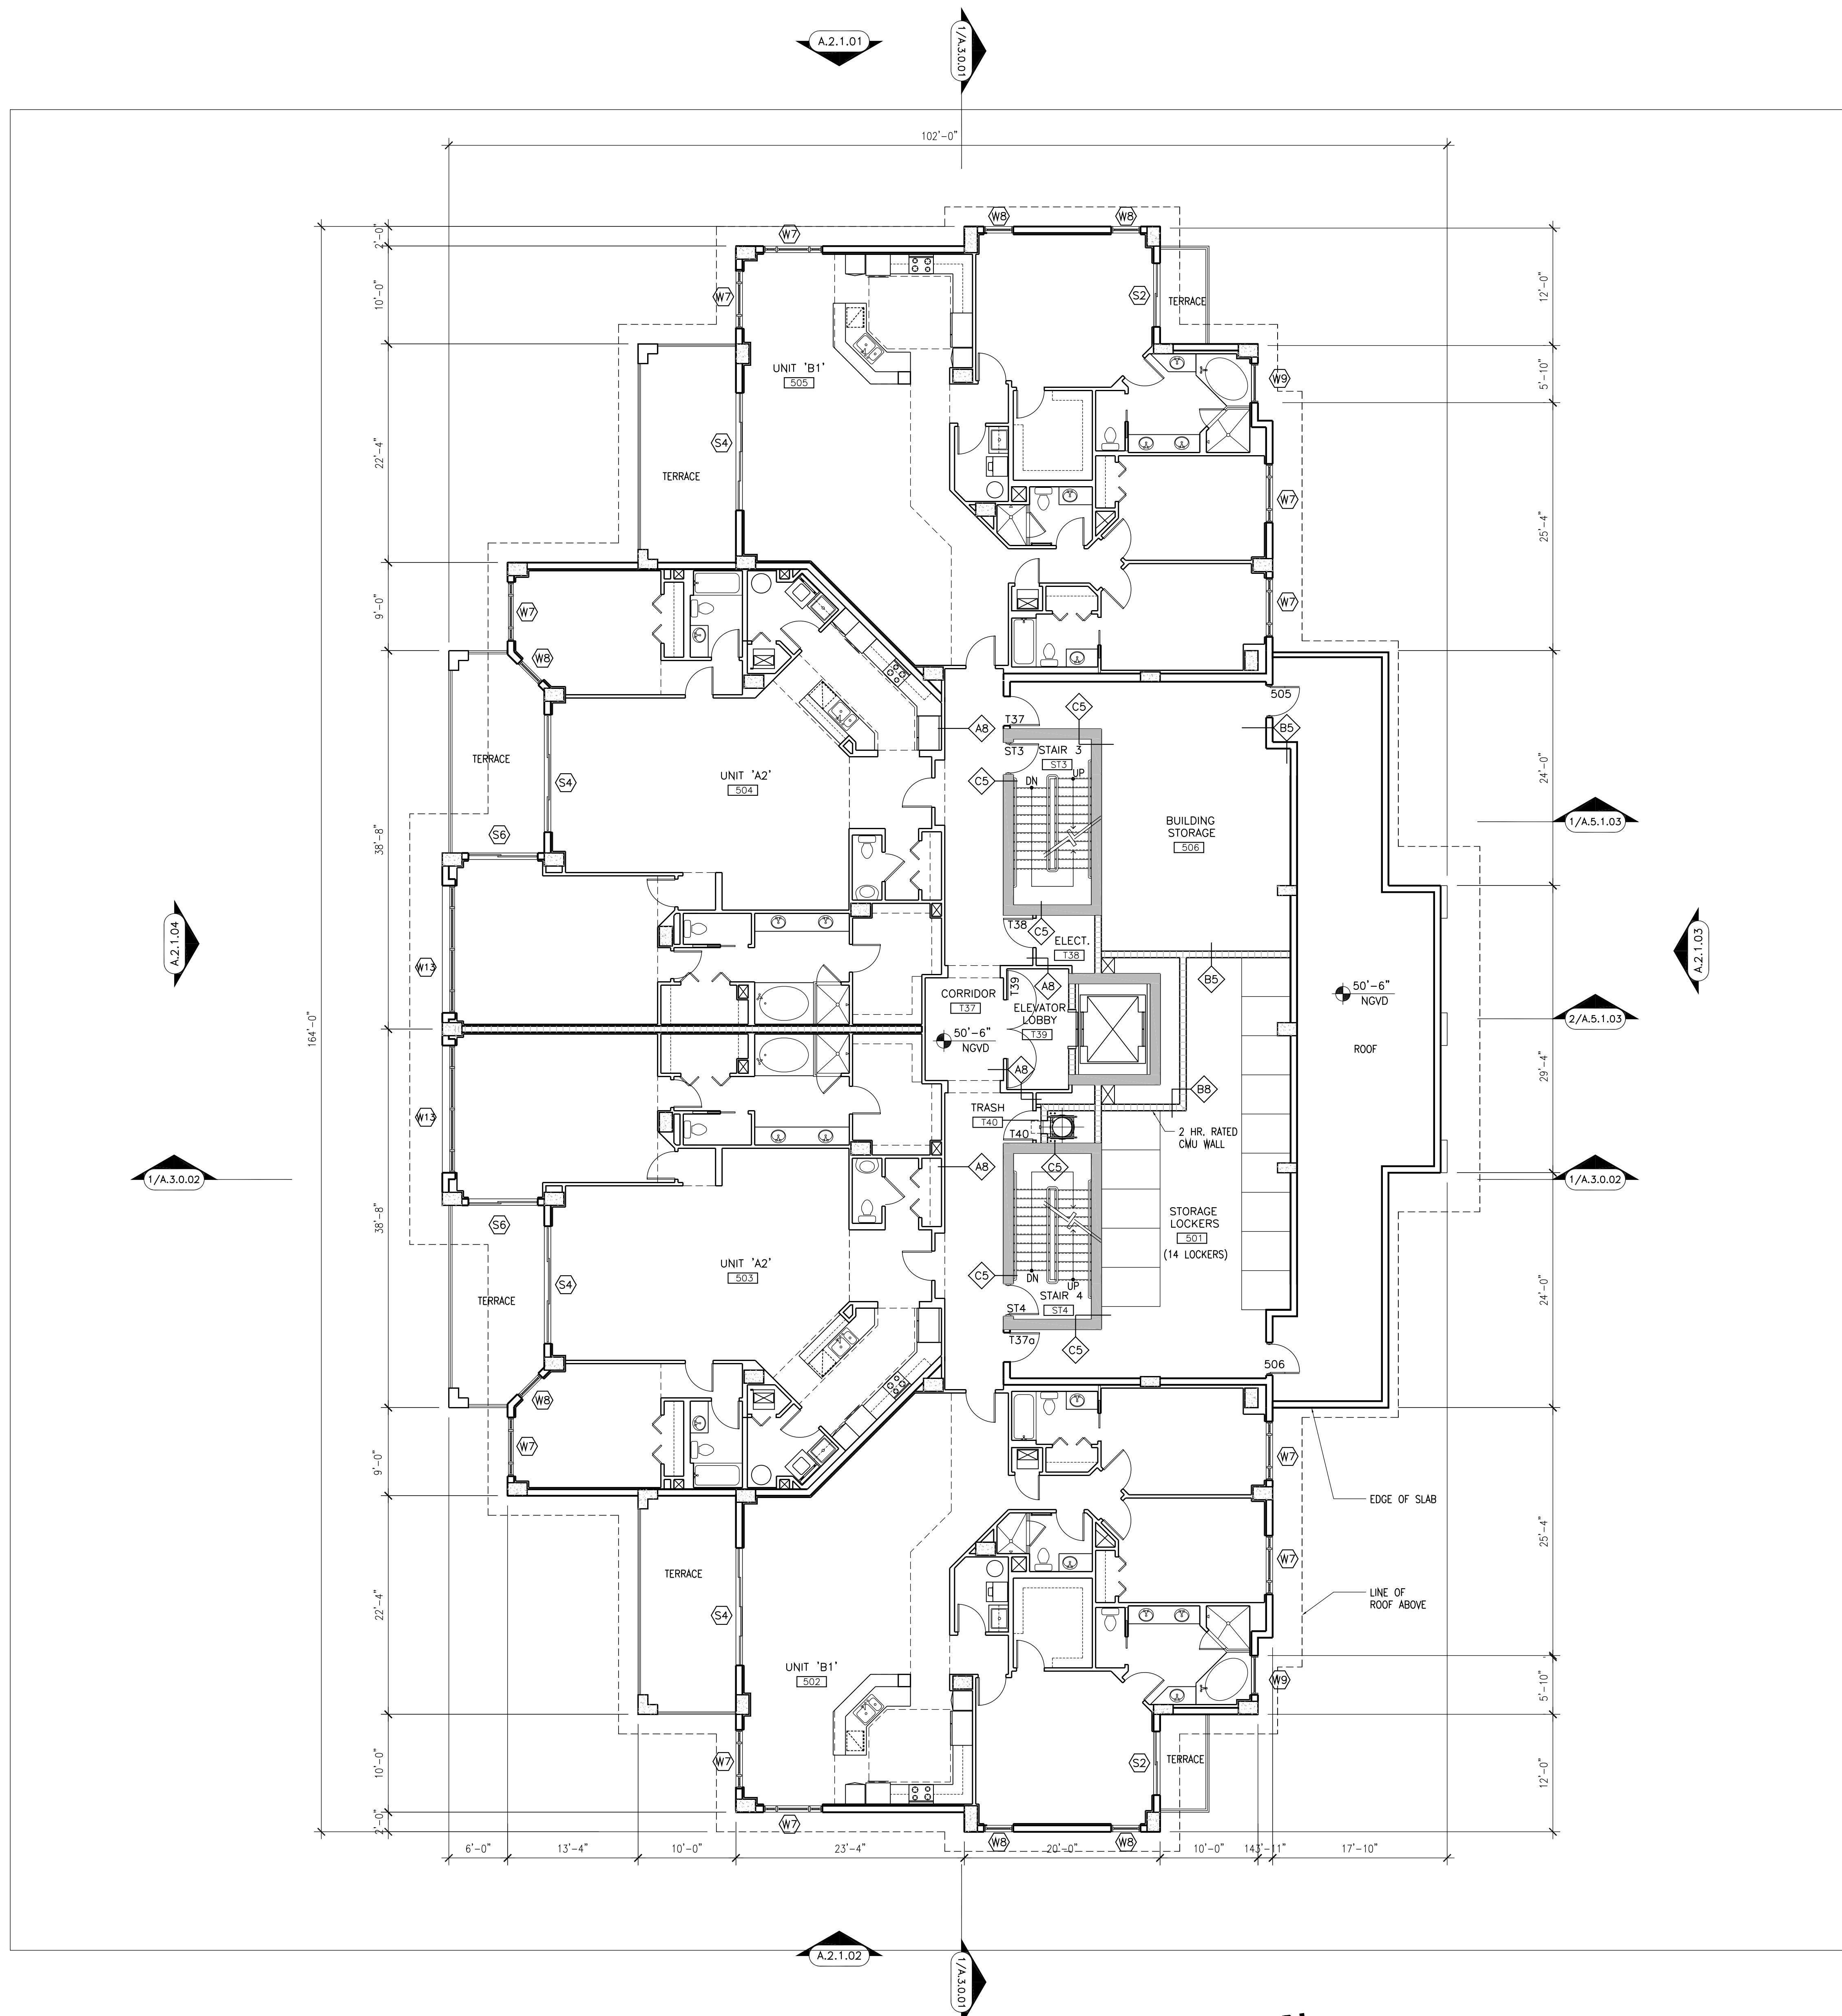 A.2.1.01
1/A.3.0.01
102'-0"
W8
W8
W7
2'-0"
10'-0"
W7
S2
TERRACE
12'-0"
UNIT 'B1'
505
W9
5'-10"
22'-4"
S4
TERRACE
W7
25'-4"
9'-0"
W7
W7
W8
505
T37
C5
A8
B5
ST3
STAIR 3
ST3
UP
DN
C5
TERRACE
S4
UNIT 'A2'
504
24'-0"
BUILDING
STORAGE
506
1/A.5.1.03
38'-8"
S6
T38
C5
ELECT.
T38
A.2.1.04
A.2.1.03
W13
A8
B5
T39
CORRIDOR
T37
ELEVATOR
LOBBY
T39
50'-6"
NGVD
50'-6"
NGVD
2/A.5.1.03
164'-0"
ROOF
29'-4"
A8
B8
W13
TRASH
T40
T40
2 HR. RATED
CMU WALL
C5
A8
1/A.3.0.02
1/A.3.0.02
38'-8"
S6
STORAGE
LOCKERS
501
(14 LOCKERS)
UNIT 'A2'
503
S4
TERRACE
C5
DN
UP
STAIR 4
ST4
ST4
24'-0"
T37a
C5
506
W8
W7
W7
9'-0"
EDGE OF SLAB
25'-4"
W7
22'-4"
TERRACE
S4
LINE OF
ROOF ABOVE
UNIT 'B1'
502
W9
5'-10"
10'-0"
W7
S2
TERRACE
12'-0"
2'-0"
W7
W8
W8
6'-0"
13'-4"
10'-0"
23'-4"
20'-0"
10'-0"
17'-10"
A.2.1.02
1/A.3.0.01